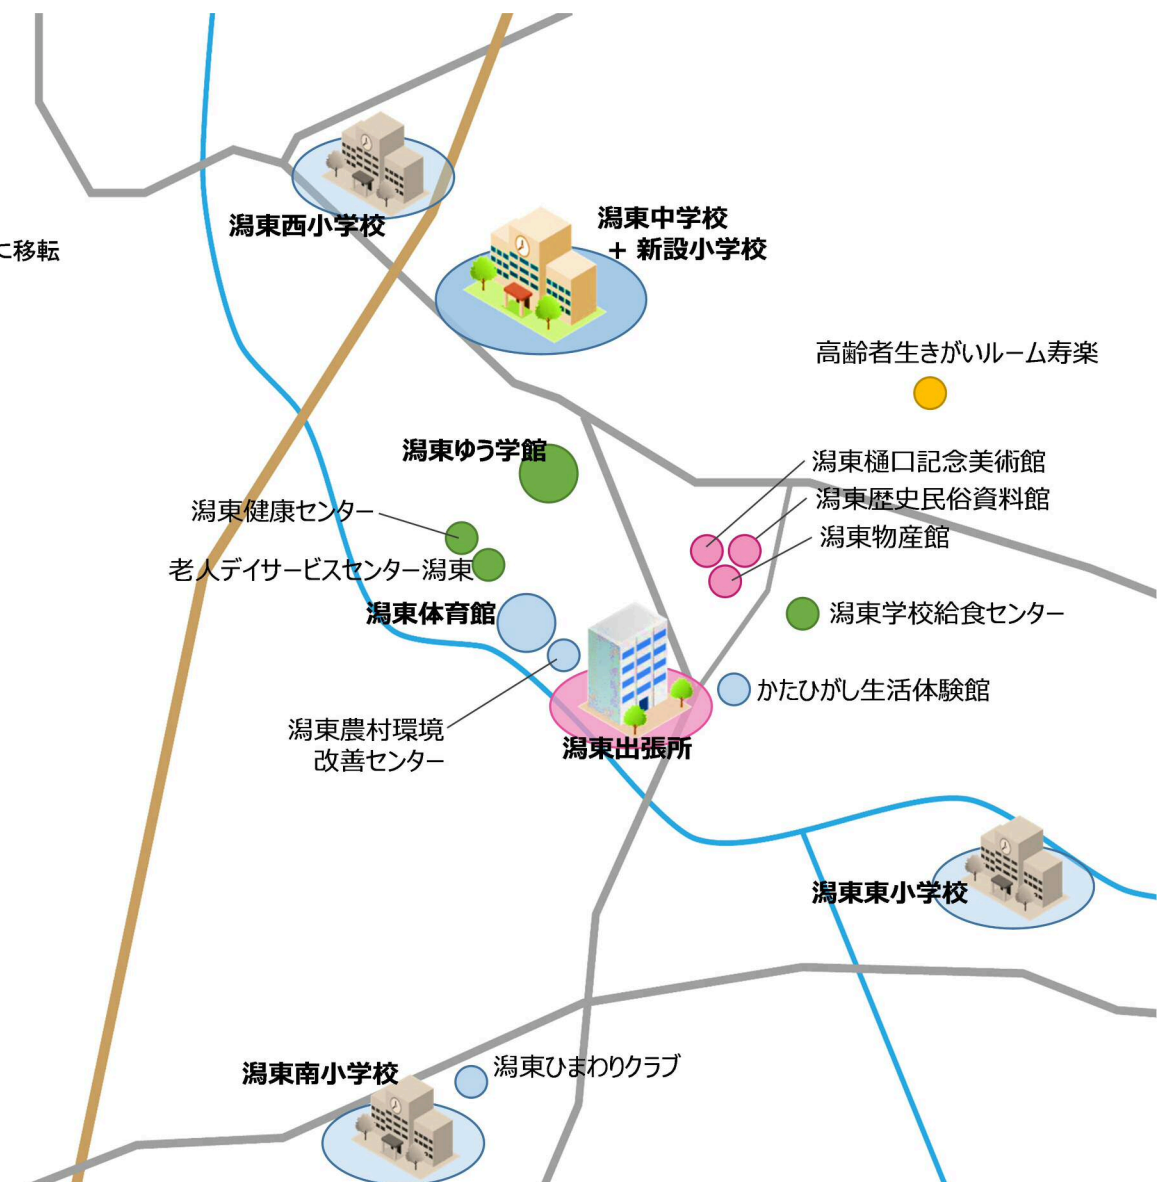 潟東西小学校
潟東中学校
+ 新設小学校
に移転
高齢者生きがいルーム寿楽
潟東ゆう学館
潟東樋口記念美術館
潟東歴史民俗資料館
潟東健康センター
潟東物産館
老人デイサービスセンター潟東
潟東体育館
潟東学校給食センター
かたひがし生活体験館
潟東農村環境
改善センター
潟東出張所
潟東東小学校
潟東南小学校
潟東ひまわりクラブ